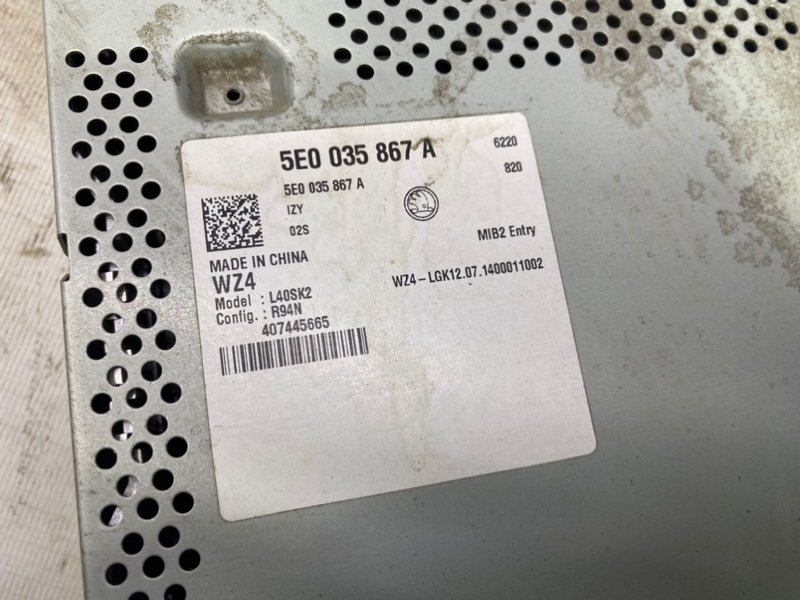 5E0 035 867 A
6220
5E0 035 867 A
820
IZY
02S
MIB2 Entry
MADE IN CHINA
WZ4
WZ4-LGK12.07.1400011002
Model : L40SK2
Config. : R94N
407445665